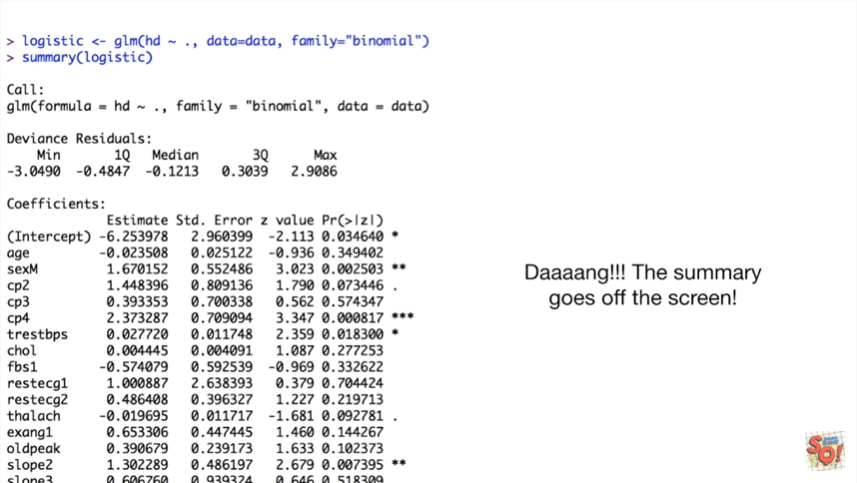 > logistic <- glm(hd ~ ., data=data, family="binomial")
> summary(logistic)
Call:
glm(formula = hd ~ ., family = "binomial", data = data)
Deviance Residuals:
Min 1Q Median 3Q Max
-3.0490 -0.4847 -0.1213 0.3039 2.9086
Coefficients:
Estimate Std. Error z value Pr(>|z|)
(Intercept) -6.253978 2.960399 -2.113 0.034640 *
age -0.023508 0.025122 -0.936 0.349402
sexM 1.670152 0.552486 3.023 0.002503 **
cp2 1.448396 0.809136 1.790 0.073446 .
cp3 0.393353 0.700338 0.562 0.574347
cp4 2.373287 0.709094 3.347 0.000817 ***
trestbps 0.027720 0.011748 2.359 0.018300 *
chol 0.004445 0.004091 1.087 0.277253
fbs1 -0.574079 0.592539 -0.969 0.332622
restecg1 1.000887 2.638393 0.379 0.704424
restecg2 0.486408 0.396327 1.227 0.219713
thalach -0.019695 0.011717 -1.681 0.092781 .
exang1 0.653306 0.447445 1.460 0.144267
oldpeak 0.390679 0.239173 1.633 0.102373
slope2 1.302289 0.486197 2.679 0.007395 **
slope3 0.606760 0.939324 0.646 0.518309
Daaaang!!! The summary
goes off the screen!
SQ!